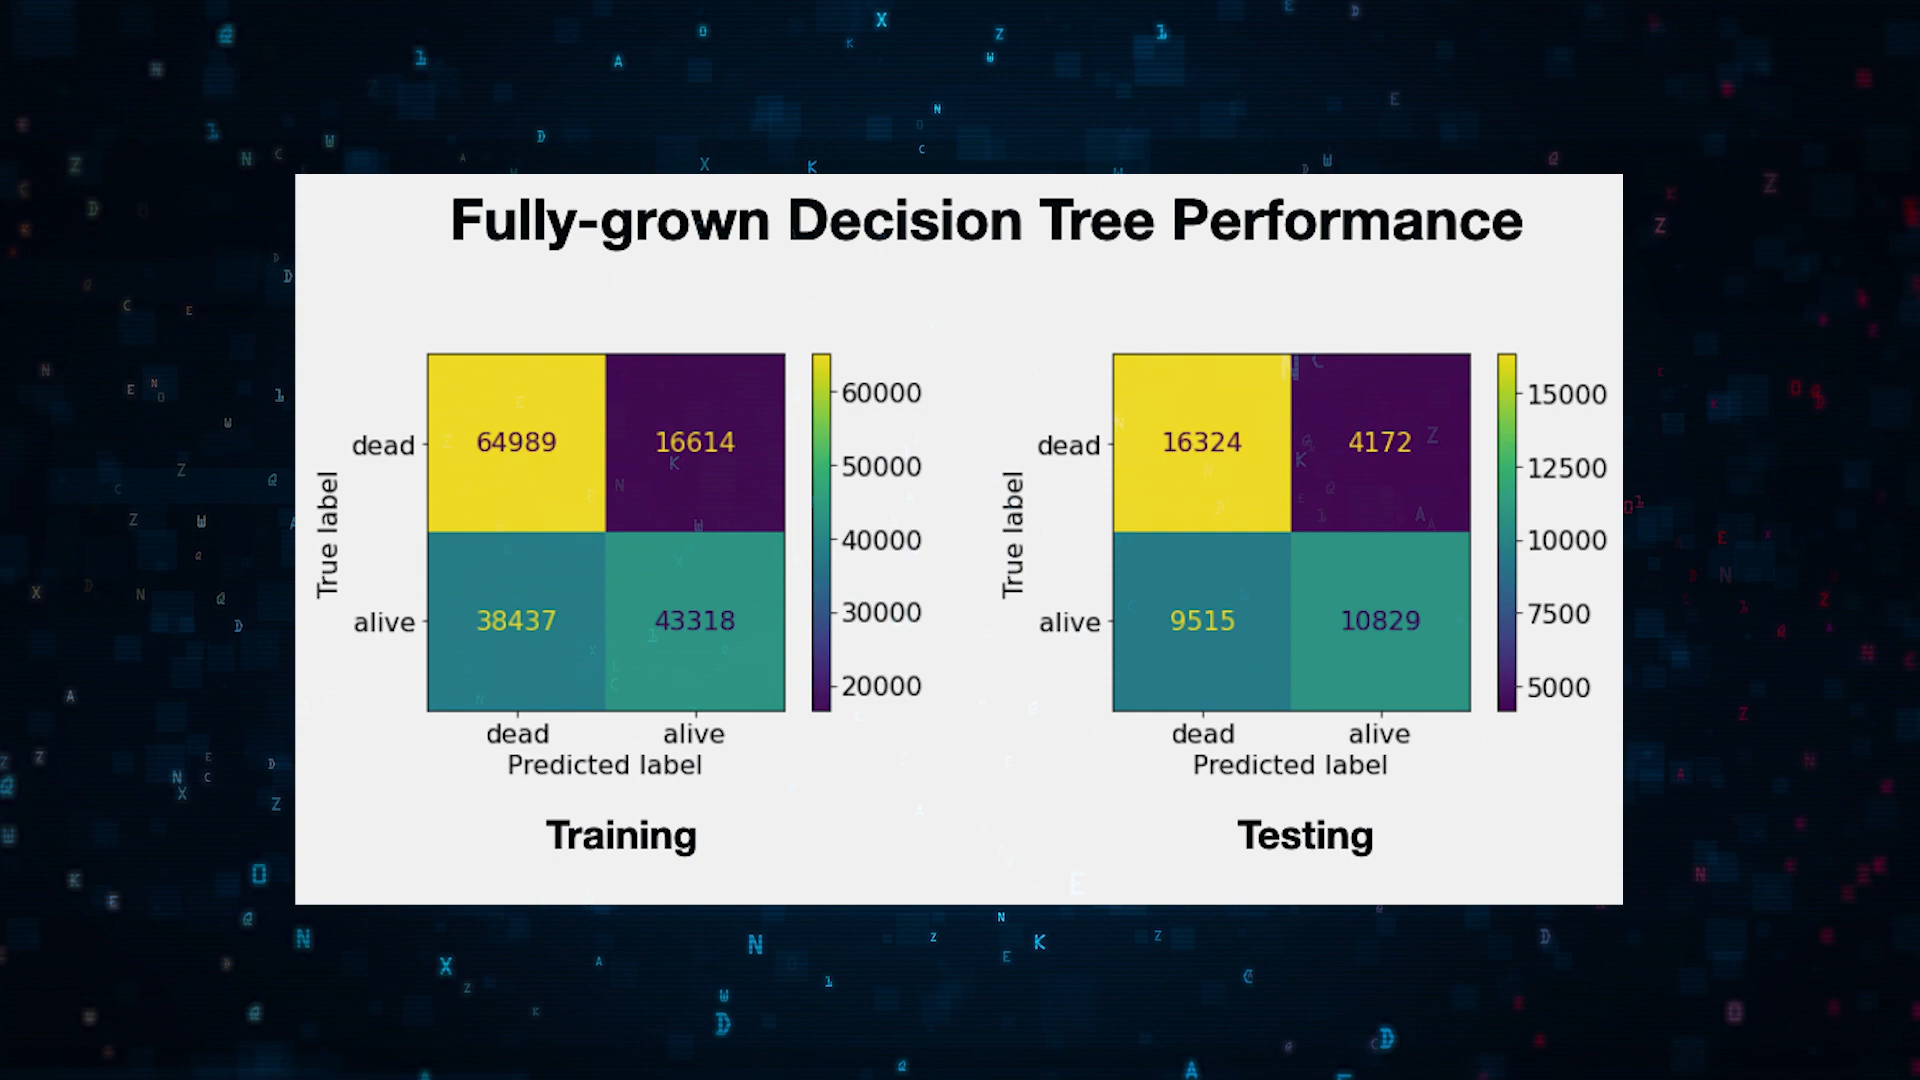 Fully-grown Decision Tree Performance
True label
dead
alive
64989
16614
38437
43318
60000
50000
40000
30000
20000
dead
alive
Predicted label
Training
True label
dead
alive
16324
4172
9515
10829
15000
12500
10000
7500
5000
dead
alive
Predicted label
Testing